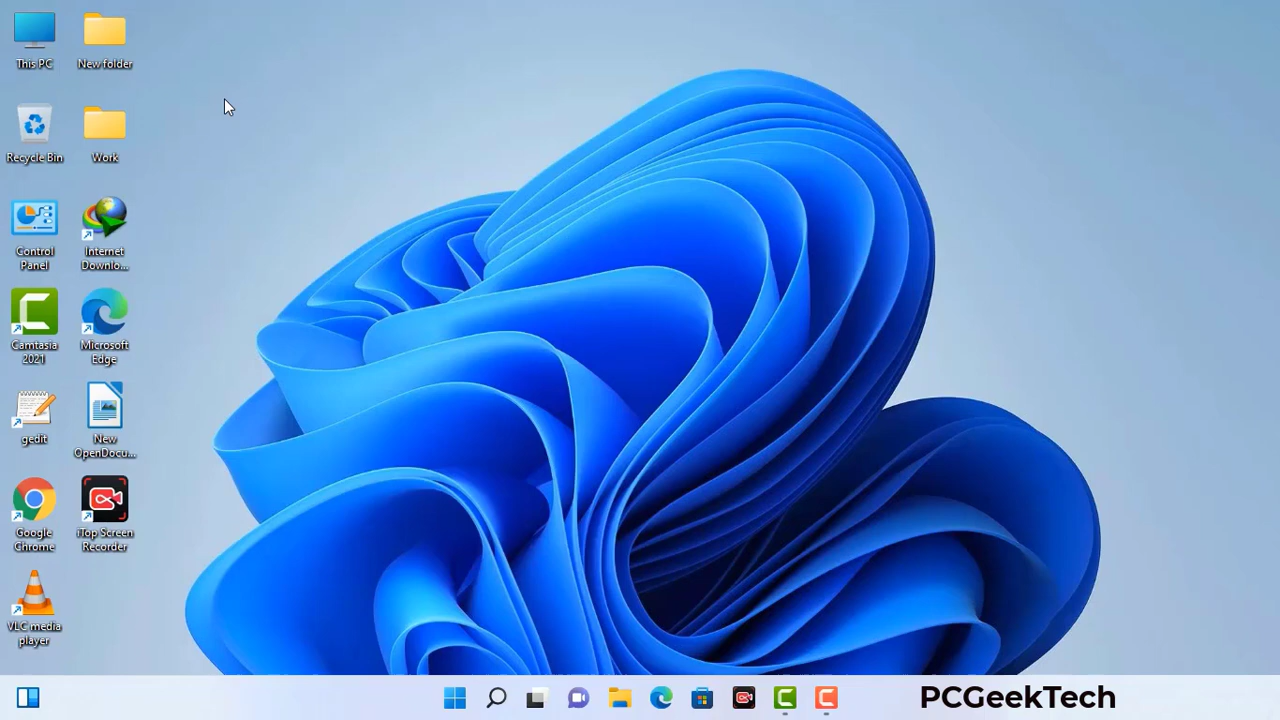 This PC
New folder
Recycle Bin
Work
Control
Panel
Internet
Downlo...
Camtasia
2021
Microsoft
Edge
gedit
New
OpenDocu...
Google
Chrome
iTop Screen
Recorder
VLC media
player
PCGeekTech